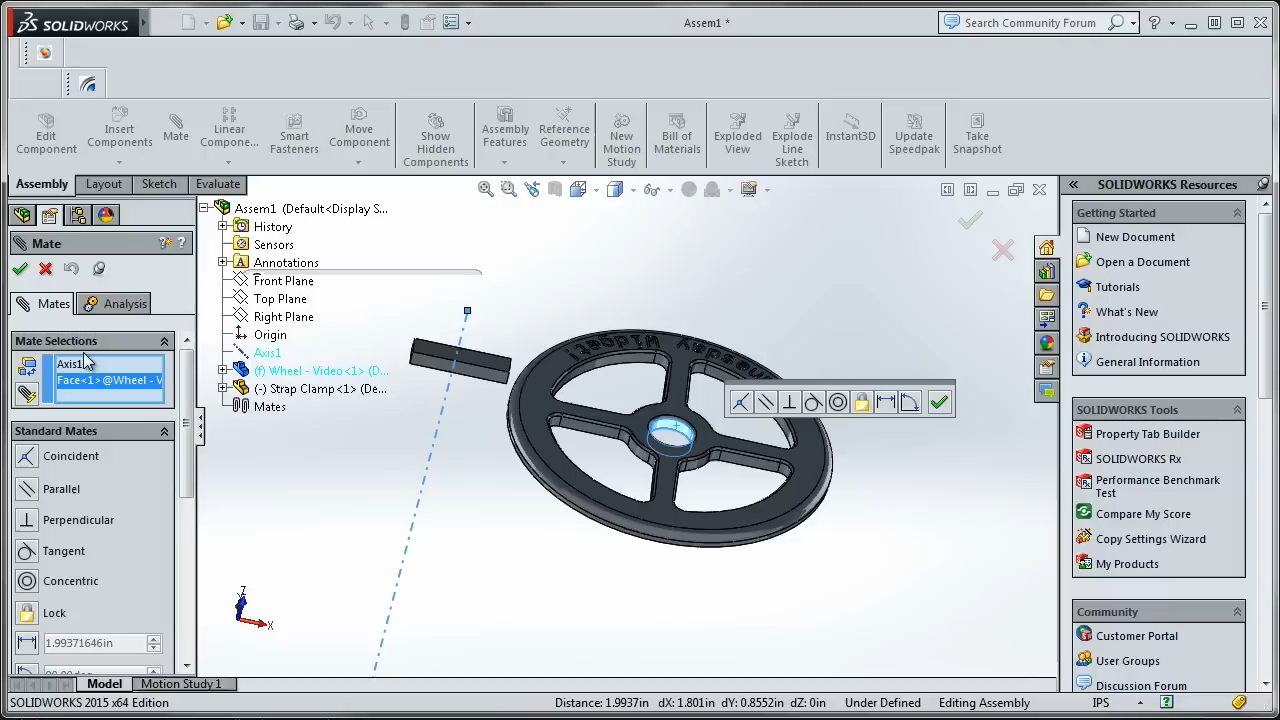 SOLIDWORKS
Assem1 *
Search Community Forum
Edit Component
Insert Components
Mate
Linear Compone...
Smart Fasteners
Move Component
Show Hidden Components
Assembly Features
Reference Geometry
New Motion Study
Bill of Materials
Exploded View
Explode Line Sketch
Instant3D
Update Speedpak
Take Snapshot
Assembly
Layout
Sketch
Evaluate
SOLIDWORKS Resources
Mate
Mates
Analysis
Mate Selections
Axis1
Face<1>@Wheel - V
Standard Mates
Coincident
Parallel
Perpendicular
Tangent
Concentric
Lock
1.99371646in
Assem1 (Default<Display S...
History
Sensors
Annotations
Front Plane
Top Plane
Right Plane
Origin
Axis1
(f) Wheel - Video<1> (D...
(-) Strap Clamp<1> (De...
Mates
Widget
Z
X
Getting Started
New Document
Open a Document
Tutorials
What's New
Introducing SOLIDWORKS
General Information
SOLIDWORKS Tools
Property Tab Builder
SOLIDWORKS Rx
Performance Benchmark
Test
Compare My Score
Copy Settings Wizard
My Products
Community
Customer Portal
User Groups
Discussion Forum
Model
Motion Study 1
SOLIDWORKS 2015 x64 Edition
Distance: 1.9937in dX: 1.801in dY: 0.8552in dZ: 0in
Under Defined
Editing Assembly
IPS